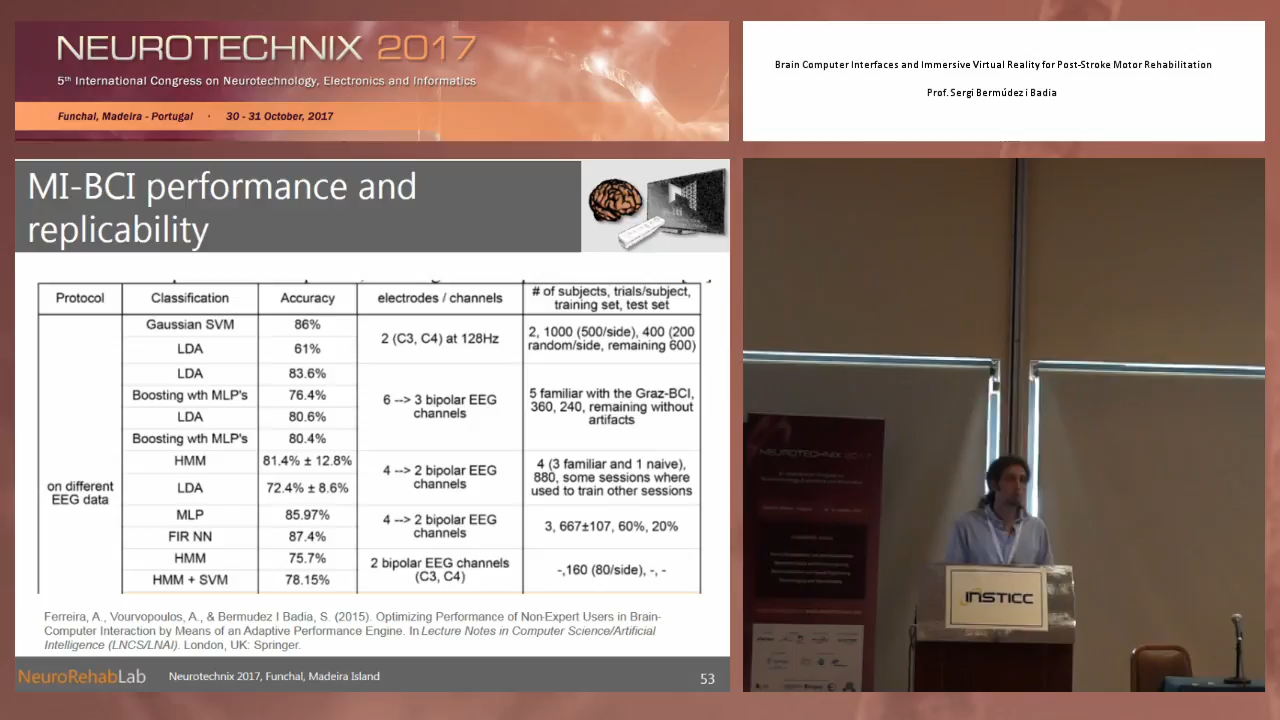 NEUROTECHNIX 2017
5th International Congress on Neurotechnology, Electronics and Informatics
Funchal, Madeira - Portugal · 30 - 31 October, 2017
Brain Computer Interfaces and Immersive Virtual Reality for Post-Stroke Motor Rehabilitation
Prof. Sergi Bermúdez i Badia
MI-BCI performance and
replicability
Protocol Classification Accuracy electrodes / channels # of subjects, trials/subject,
training set, test set
on different
EEG data
Gaussian SVM 86%
LDA 61%
2 (C3, C4) at 128Hz
2, 1000 (500/side), 400 (200
random/side, remaining 600)
LDA 83.6%
Boosting wth MLP's 76.4%
LDA 80.6%
Boosting wth MLP's 80.4%
6 --> 3 bipolar EEG
channels
5 familiar with the Graz-BCI,
360, 240, remaining without
artifacts
HMM 81.4% ± 12.8%
LDA 72.4% ± 8.6%
4 --> 2 bipolar EEG
channels
4 (3 familiar and 1 naive),
880, some sessions where
used to train other sessions
MLP 85.97%
FIR NN 87.4%
4 --> 2 bipolar EEG
channels
3, 667±107, 60%, 20%
HMM 75.7%
HMM + SVM 78.15%
2 bipolar EEG channels
(C3, C4)
-,160 (80/side), -, -
Ferreira, A., Vourvopoulos, A., & Bermudez I Badia, S. (2015). Optimizing Performance of Non-Expert Users in Brain-
Computer Interaction by Means of an Adaptive Performance Engine. In Lecture Notes in Computer Science/Artificial
Intelligence (LNCS/LNAI). London, UK: Springer.
NeuroRehabLab Neurotechnix 2017, Funchal, Madeira Island 53
NEUROTECHNIX 2017
INSTICC